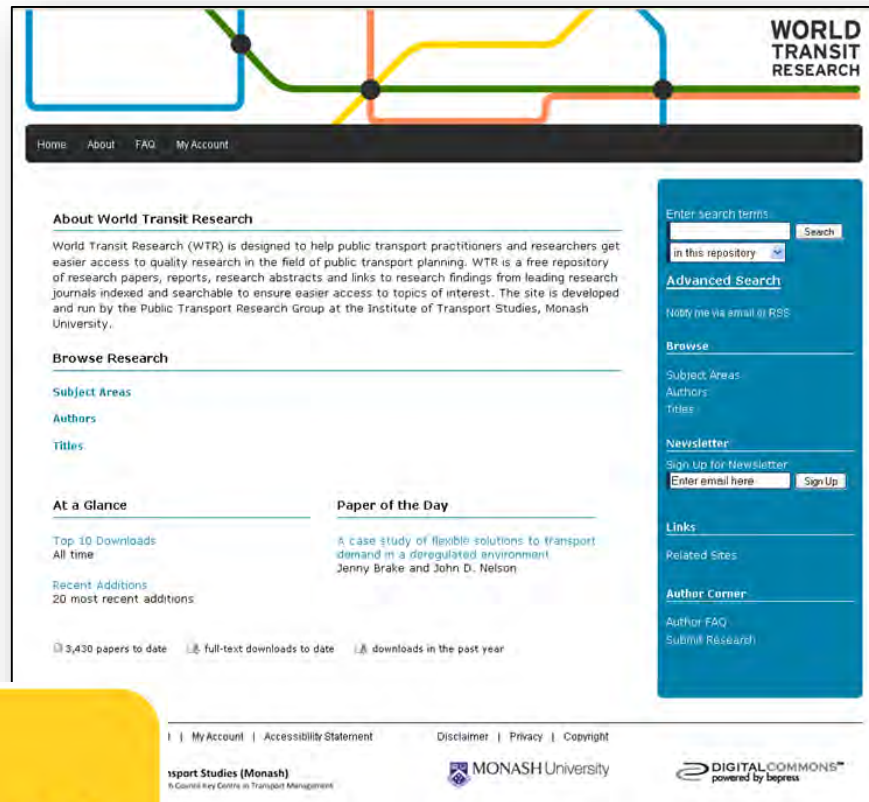 WORLD
TRANSIT
RESEARCH
Home About FAQ My Account
About World Transit Research
World Transit Research (WTR) is designed to help public transport practitioners and researchers get
easier access to quality research in the field of public transport planning. WTR is a free repository
of research papers, reports, research abstracts and links to research findings from leading research
journals indexed and searchable to ensure easier access to topics of interest. The site is developed
and run by the Public Transport Research Group at the Institute of Transport Studies, Monash
University.
Browse Research
Subject Areas
Authors
Titles
At a Glance
Top 10 Downloads
All time
Recent Additions
20 most recent additions
Paper of the Day
A case study of flexible solutions to transport
demand in a deregulated environment
Jenny Brake and John D. Nelson
3,430 papers to date full-text downloads to date downloads in the past year
Enter search terms:
Search
in this repository
Advanced Search
Notify me via email or RSS
Browse
Subject Areas
Authors
Titles
Newsletter
Sign Up for Newsletter
Enter email here Sign Up
Links
Related Sites
Author Corner
Author FAQ
Submit Research
| My Account | Accessibility Statement Disclaimer | Privacy | Copyright
nsport Studies (Monash)
h Council Key Centre in Transport Management
MONASH University
DIGITALCOMMONS™
powered by bepress